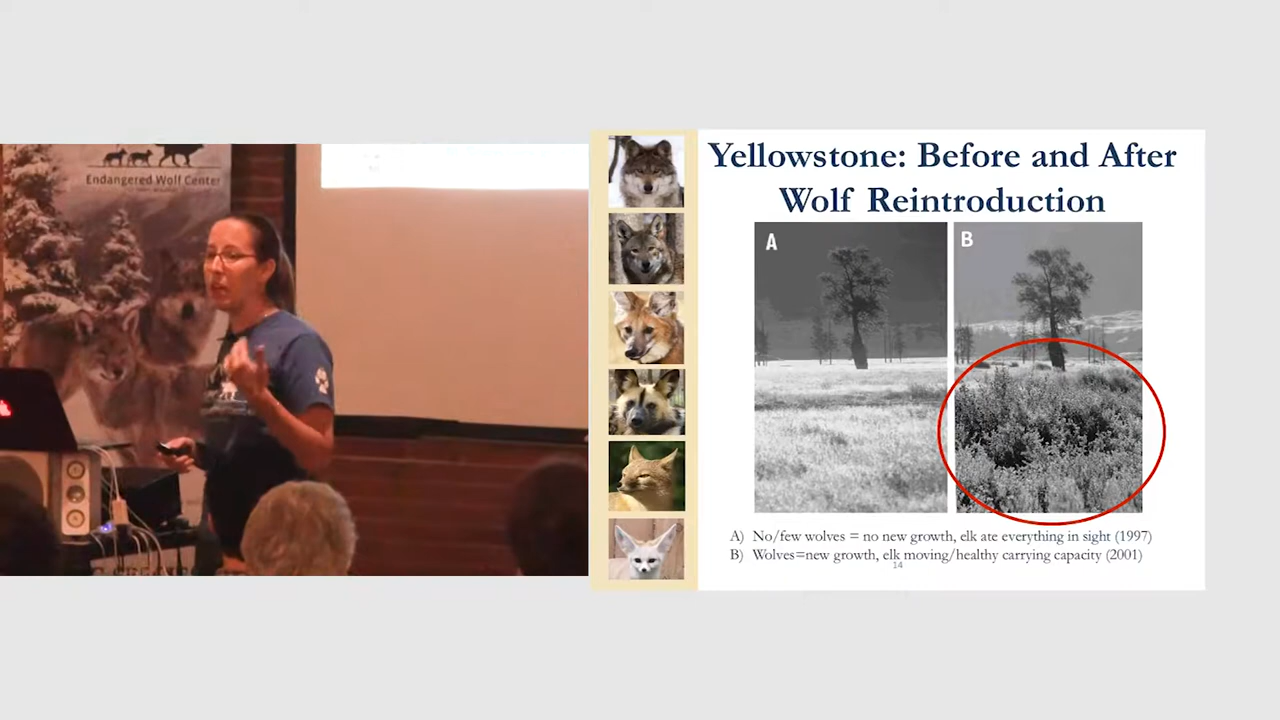 Endangered Wolf Center
Yellowstone: Before and After
Wolf Reintroduction
A
B
A) No/few wolves = no new growth, elk ate everything in sight (1997)
B) Wolves=new growth, elk moving/healthy carrying capacity (2001)
14